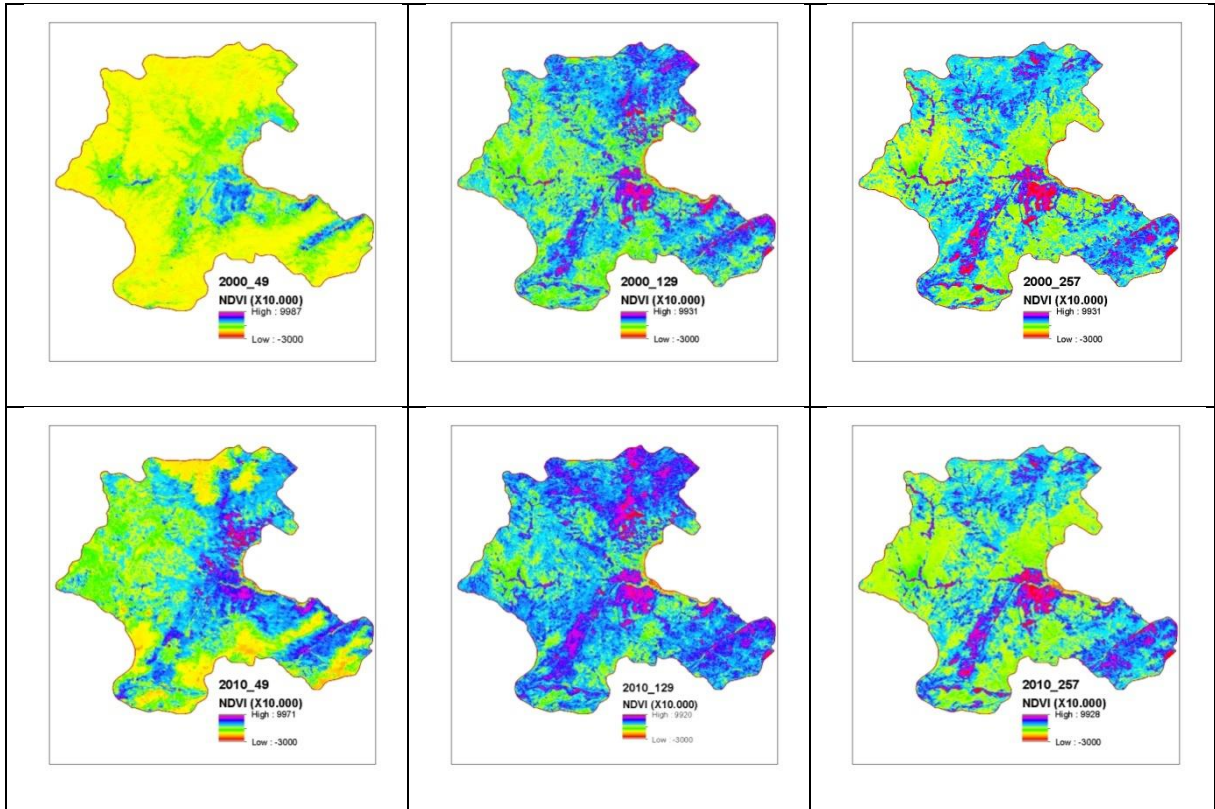 2000_49
NDVI (X10.000)
High : 9987
Low : -3000
2000_129
NDVI (X10.000)
High : 9931
Low : -3000
2000_257
NDVI (X10.000)
High : 9931
Low : -3000
2010_49
NDVI (X10.000)
High : 9971
Low : -3000
2010_129
NDVI (X10.000)
High : 9920
Low : -3000
2010_257
NDVI (X10.000)
High : 9928
Low : -3000